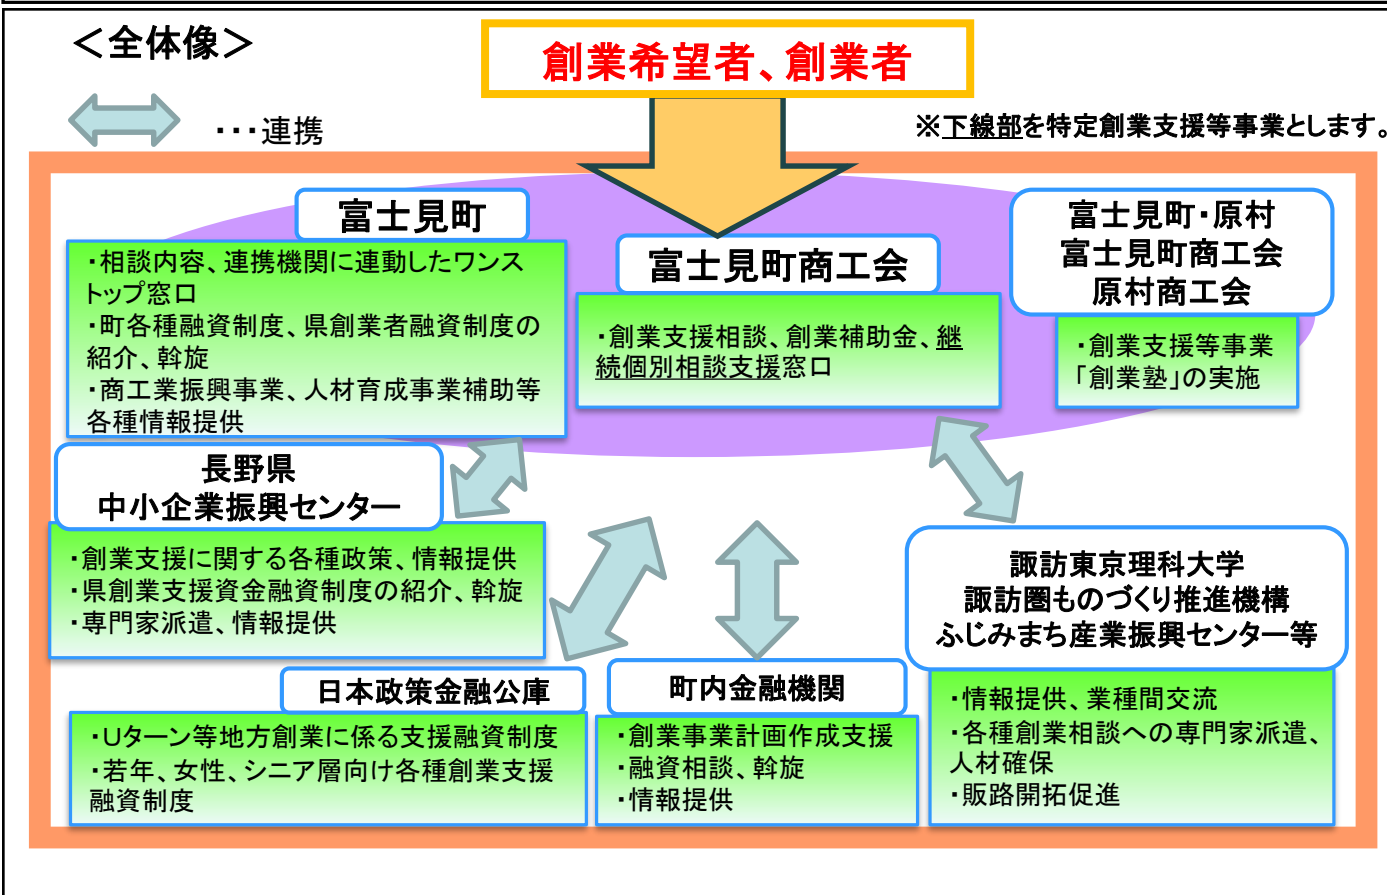 ＜全体像＞
創業希望者、創業者
・・・連携
※下線部を特定創業支援等事業とします。
富士見町
・相談内容、連携機関に連動したワンス
トップ窓口
・町各種融資制度、県創業者融資制度の
紹介、斡旋
・商工業振興事業、人材育成事業補助等
各種情報提供
富士見町商工会
・創業支援相談、創業補助金、継
続個別相談支援窓口
富士見町・原村
富士見町商工会
原村商工会
・創業支援等事業
「創業塾」の実施
長野県
中小企業振興センター
・創業支援に関する各種政策、情報提供
・県創業支援資金融資制度の紹介、斡旋
・専門家派遣、情報提供
日本政策金融公庫
・Uターン等地方創業に係る支援融資制度
・若年、女性、シニア層向け各種創業支援
融資制度
町内金融機関
・創業事業計画作成支援
・融資相談、斡旋
・情報提供
諏訪東京理科大学
諏訪圏ものづくり推進機構
ふじみまち産業振興センター等
・情報提供、業種間交流
・各種創業相談への専門家派遣、
人材確保
・販路開拓促進